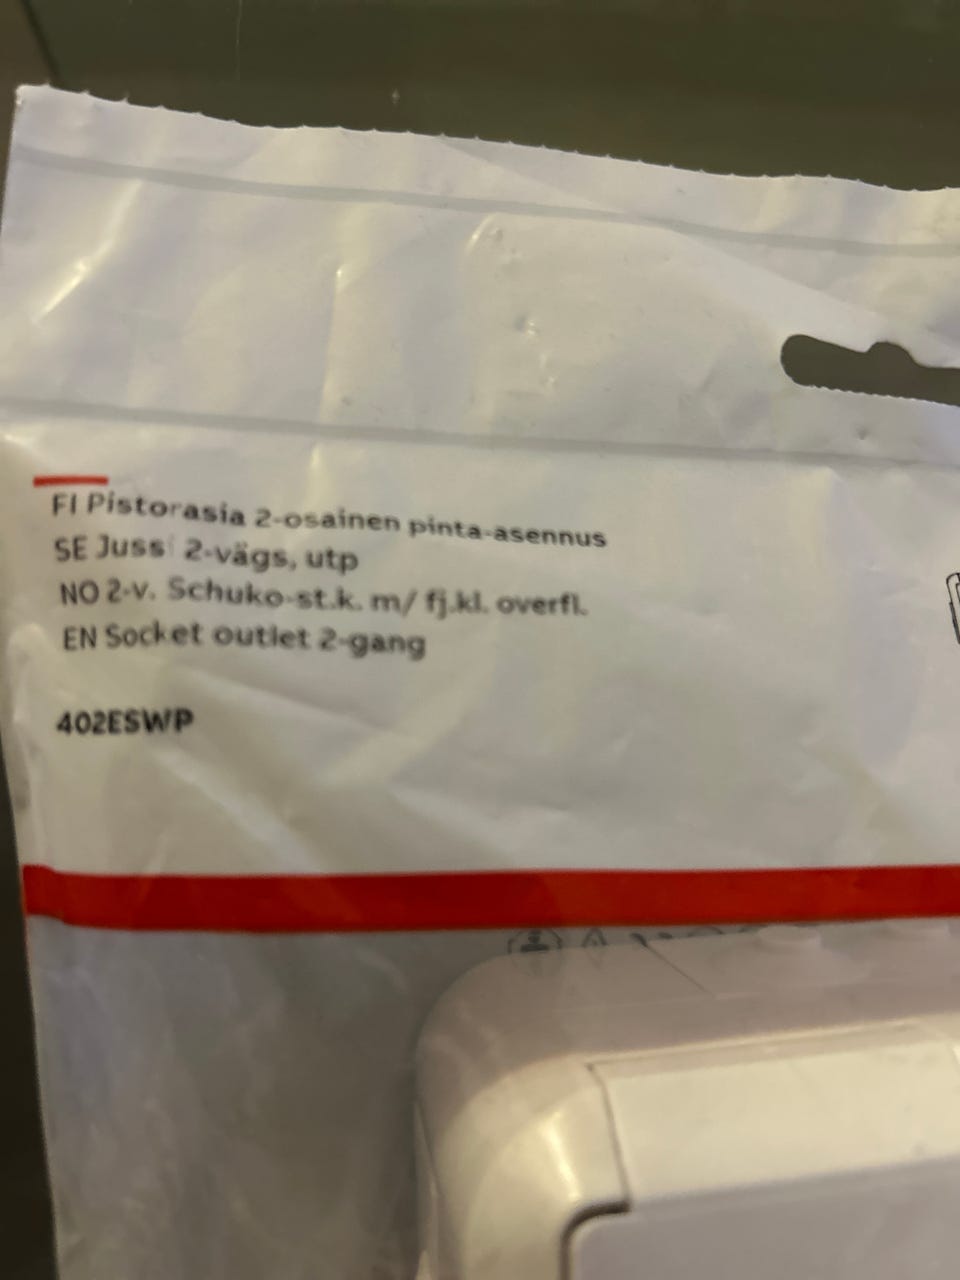 FI Pistorasia 2-osainen pinta-asennus
SE Jussi 2-vägs, utp
NO 2-v. Schuko-st.k. m/ fj.kl. overfl.
EN Socket outlet 2-gang
402ESWP